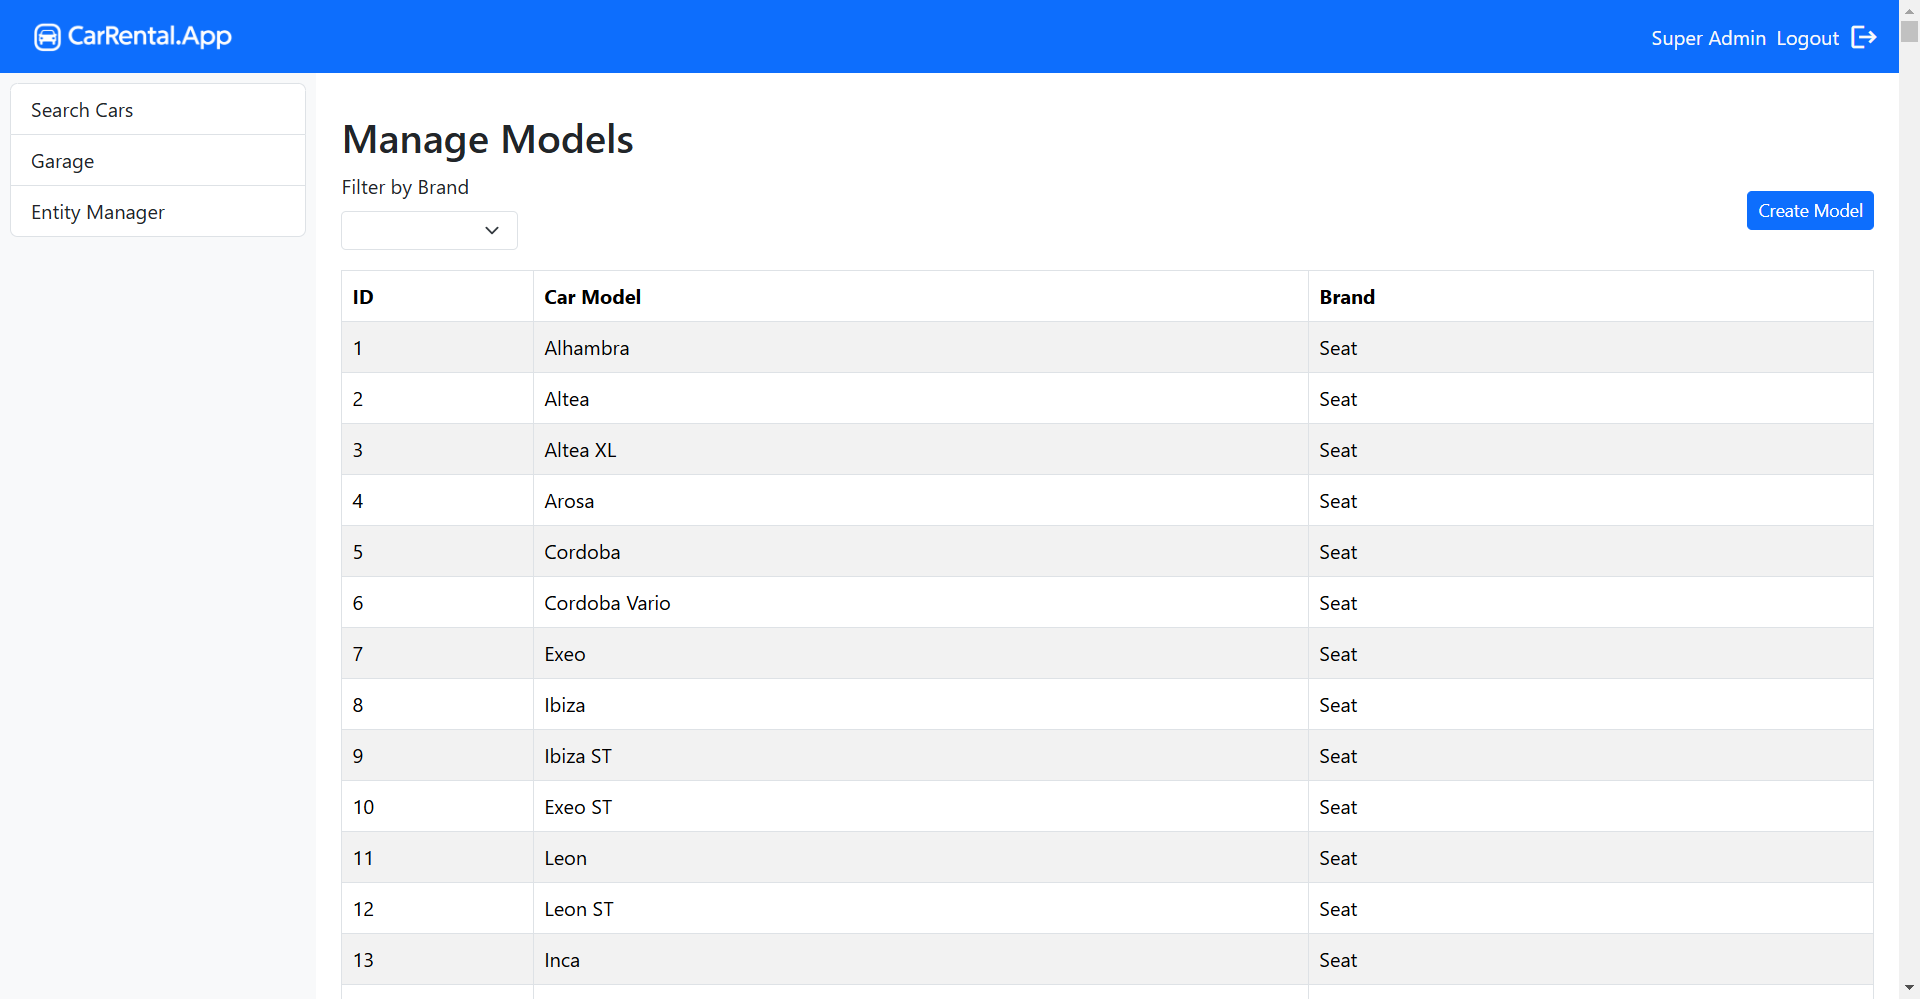 CarRental.App
Super Admin Logout
Search Cars
Garage
Entity Manager
Manage Models
Filter by Brand
Create Model
ID Car Model Brand
1 Alhambra Seat
2 Altea Seat
3 Altea XL Seat
4 Arosa Seat
5 Cordoba Seat
6 Cordoba Vario Seat
7 Exeo Seat
8 Ibiza Seat
9 Ibiza ST Seat
10 Exeo ST Seat
11 Leon Seat
12 Leon ST Seat
13 Inca Seat